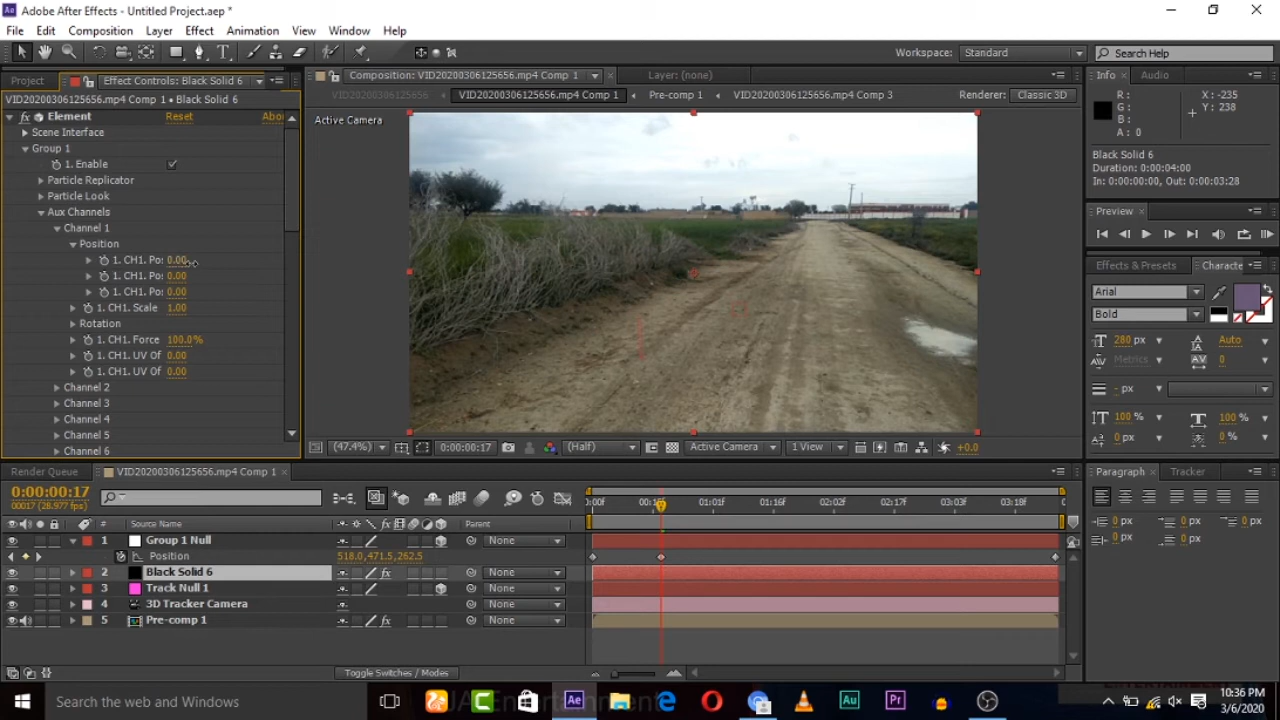 Adobe After Effects - Untitled Project.aep *
File Edit Composition Layer Effect Animation View Window Help
Workspace: Standard Search Help
Project Effect Controls: Black Solid 6
Composition: VID20200306125656.mp4 Comp 1 Layer: (none)
Info Audio
VID20200306125656.mp4 Comp 1 • Black Solid 6
VID20200306125656 VID20200306125656.mp4 Comp 1 Pre-comp 1 VID20200306125656.mp4 Comp 3 Renderer: Classic 3D
R: X: -235
G: Y: 238
B:
A: 0
Element Reset Abo
Active Camera
Scene Interface
Group 1
1. Enable
Particle Replicator
Particle Look
Aux Channels
Channel 1
Position
1. CH1. Po: 0.00
1. CH1. Po: 0.00
1. CH1. Po: 0.00
1. CH1. Scale 1.00
Rotation
1. CH1. Force 100.0%
1. CH1. UV Of 0.00
1. CH1. UV Of 0.00
Channel 2
Channel 3
Channel 4
Channel 5
Channel 6
Black Solid 6
Duration: 0:00:04:00
In: 0:00:00:00, Out: 0:00:03:28
Preview
Effects & Presets Characte
Arial
Bold
280 px Auto
Metrics 0
- px
100 % 100 %
0 px 0 %
(47.4%) 0:00:00:17 (Half) Active Camera 1 View +0.0
Render Queue VID20200306125656.mp4 Comp 1
Paragraph Tracker
0:00:00:17
00017 (28.977 fps)
:00f 01:01f 01:16f 02:02f 02:17f 03:03f 03:18f
# Source Name Parent
1 Group 1 Null None
Position 518.0,471.5,262.5
2 Black Solid 6 None
3 Track Null 1 None
4 3D Tracker Camera None
5 Pre-comp 1 None
0 px 0 px 0 px
0 px 0 px
Toggle Switches / Modes
Search the web and Windows
10:36 PM
3/6/2020